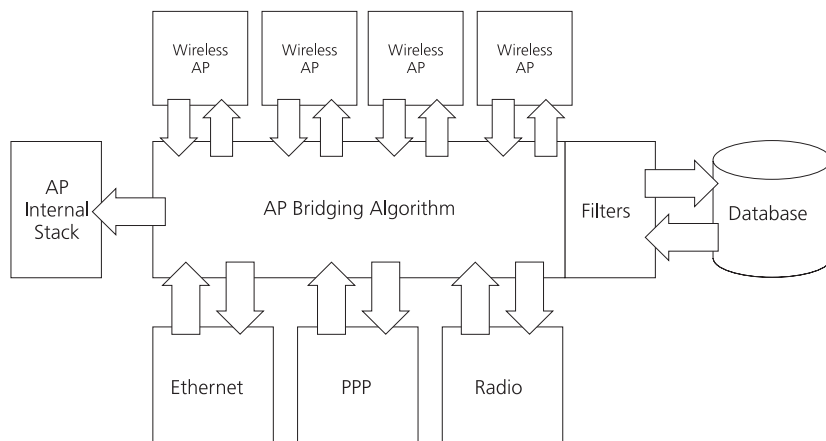 Wireless
AP
Wireless
AP
Wireless
AP
Wireless
AP
AP
Internal
Stack
AP Bridging Algorithm
Filters
Database
Ethernet
PPP
Radio